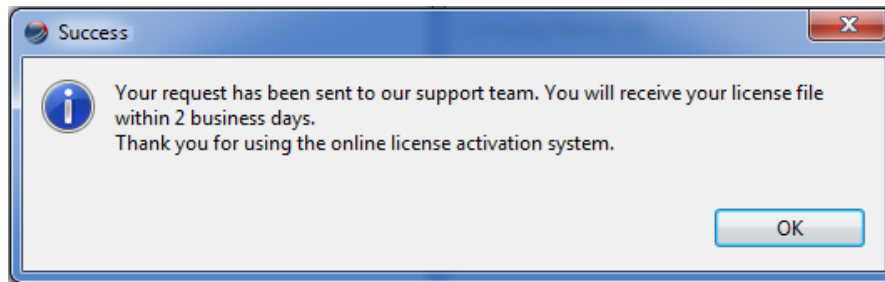 Success
Your request has been sent to our support team. You will receive your license file
within 2 business days.
Thank you for using the online license activation system.
OK